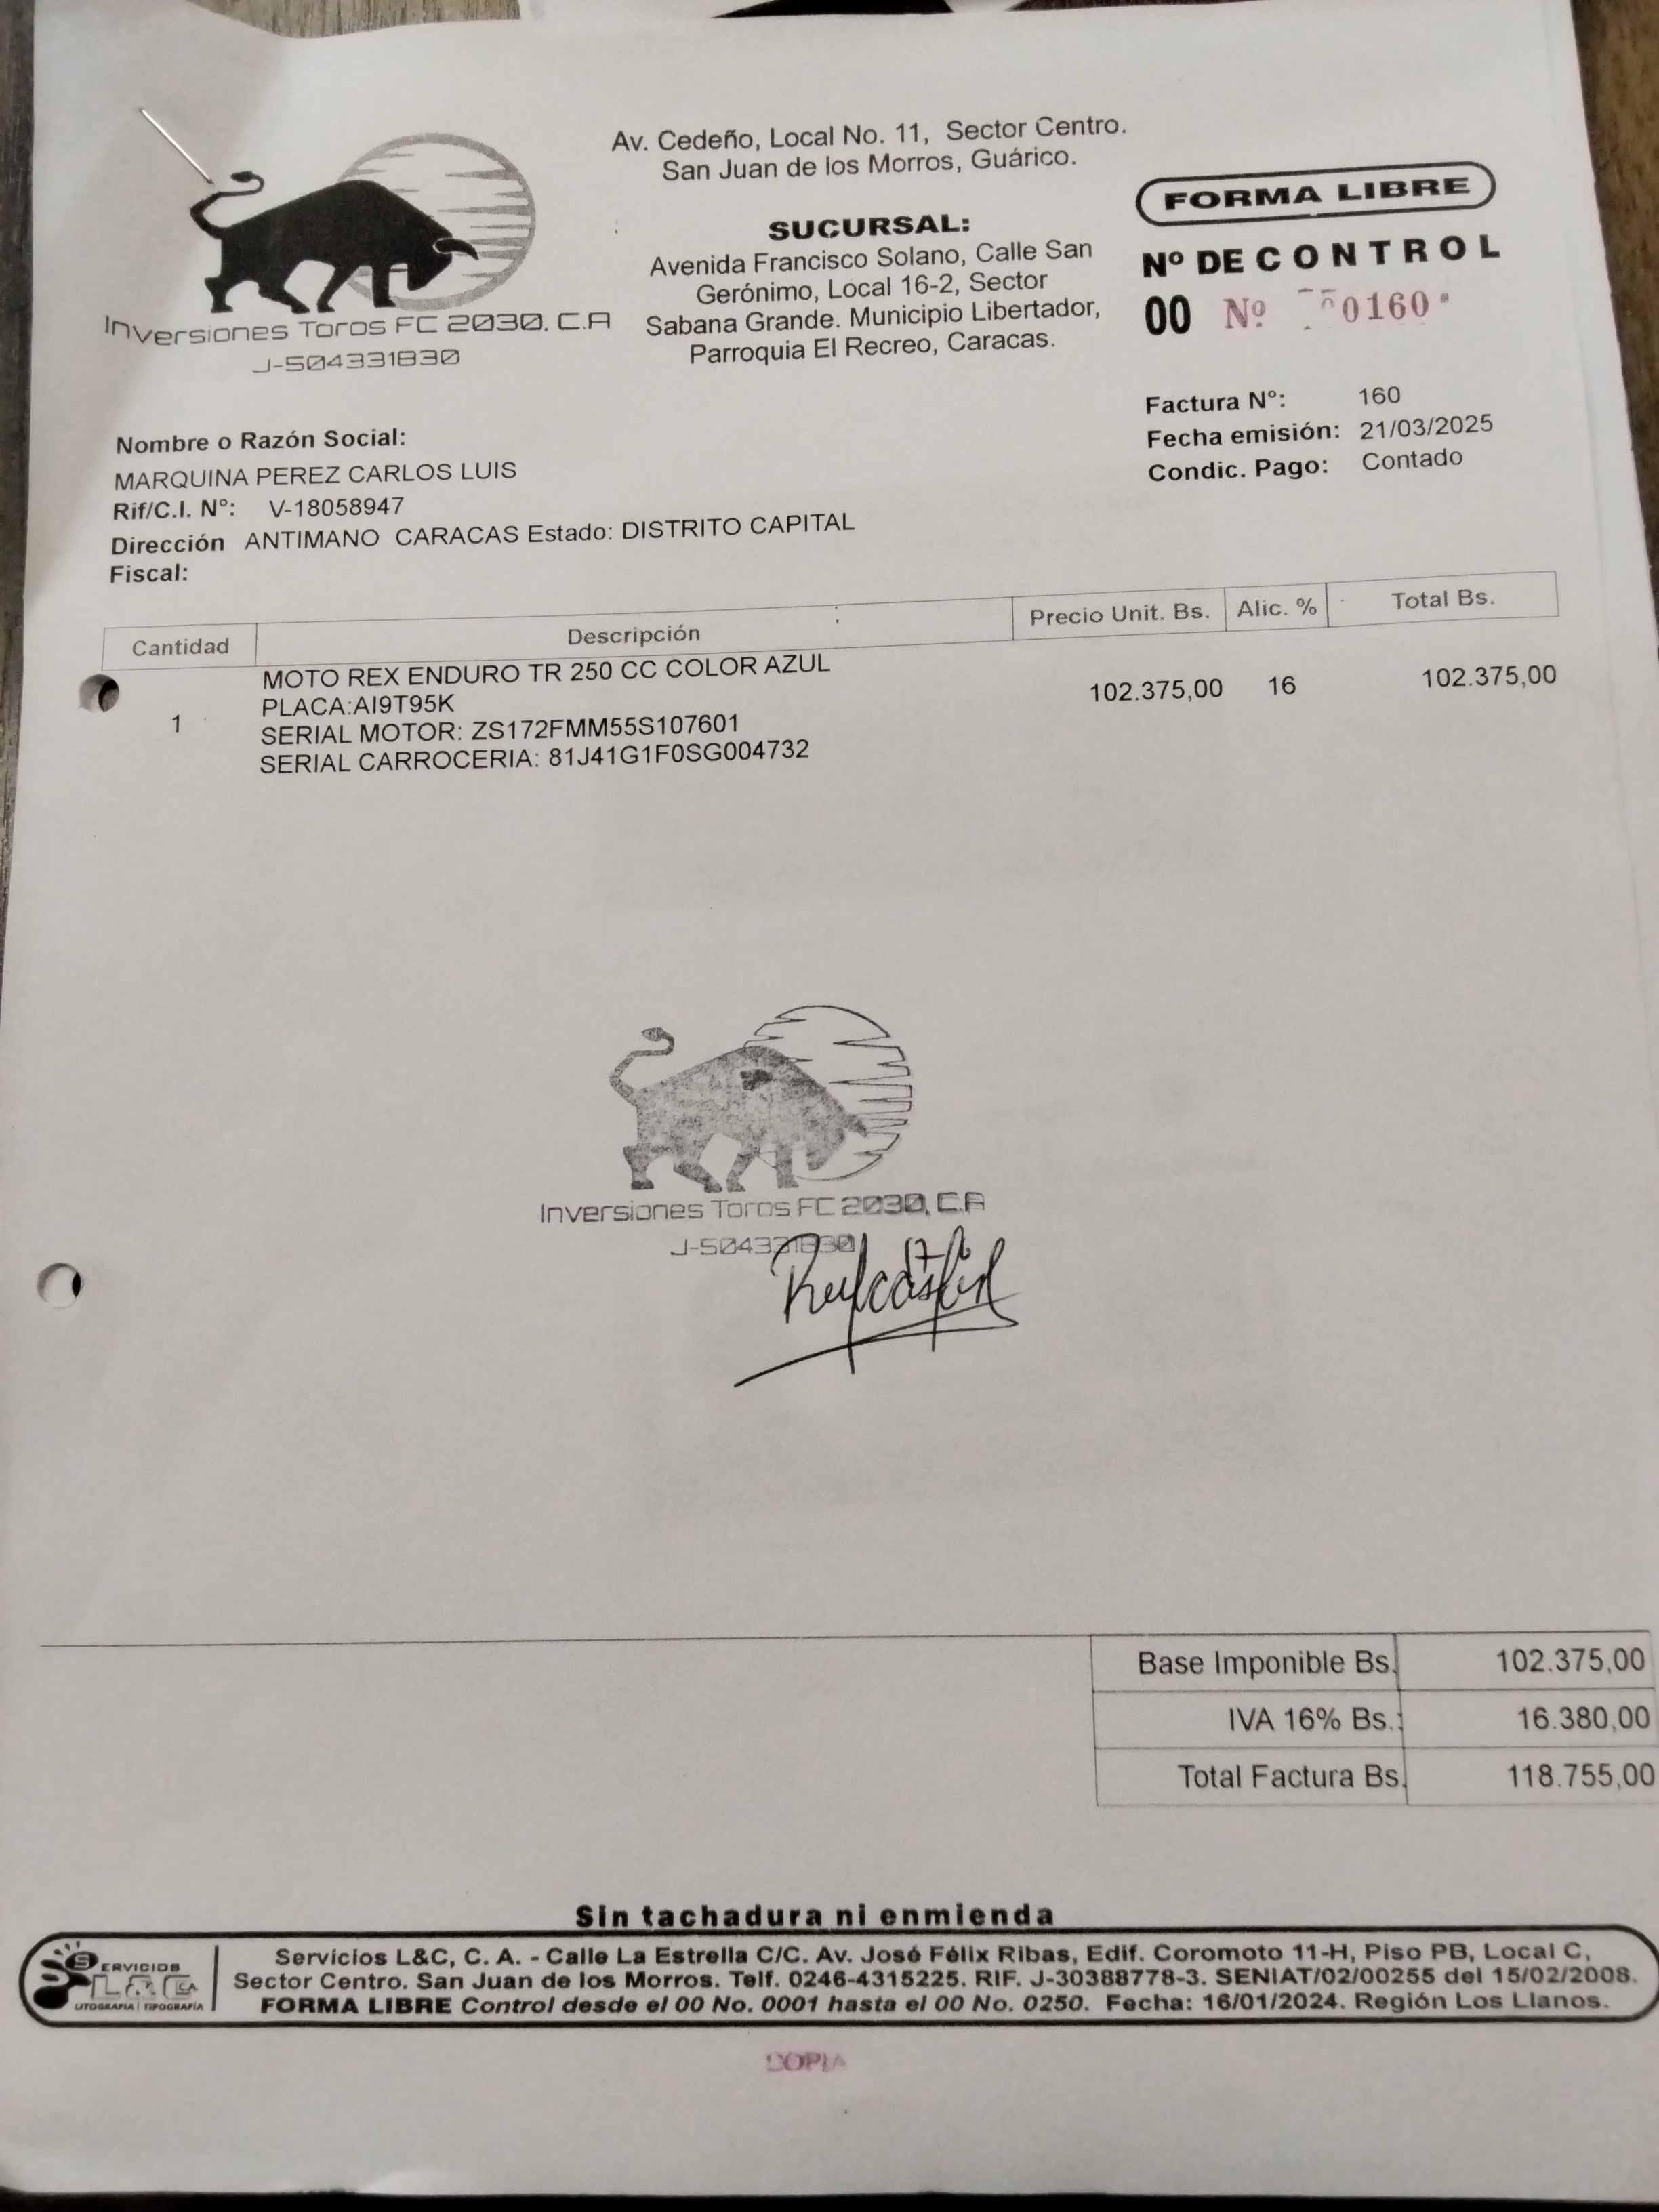 Inversiones Toros FC 2030. C.A
J-504331830
Av. Cedeño, Local No. 11, Sector Centro.
San Juan de los Morros, Guárico.
SUCURSAL:
Avenida Francisco Solano, Calle San
Gerónimo, Local 16-2, Sector
Sabana Grande. Municipio Libertador,
Parroquia El Recreo, Caracas.
FORMA LIBRE
Nº DE CONTROL
00 Nº 0160
Factura N°: 160
Fecha emisión: 21/03/2025
Condic. Pago: Contado
Nombre o Razón Social:
MARQUINA PEREZ CARLOS LUIS
Rif/C.I. N°: V-18058947
Dirección ANTIMANO CARACAS Estado: DISTRITO CAPITAL
Fiscal:
Cantidad Descripción Precio Unit. Bs. Alic. % Total Bs.
MOTO REX ENDURO TR 250 CC COLOR AZUL
PLACA:AI9T95K
1 102.375,00 16 102.375,00
SERIAL MOTOR: ZS172FMM55S107601
SERIAL CARROCERIA: 81J41G1F0SG004732
Inversiones Toros FC 2030, C.A
J-504331830
Base Imponible Bs. 102.375,00
IVA 16% Bs.: 16.380,00
Total Factura Bs. 118.755,00
Sin tachadura ni enmienda
SERVICIOS
L&C CA
LITOGRAFIA | TIPOGRAFIA
Servicios L&C, C. A. - Calle La Estrella C/C. Av. José Félix Ribas, Edif. Coromoto 11-H, Piso PB, Local C,
Sector Centro. San Juan de los Morros. Telf. 0246-4315225. RIF. J-30388778-3. SENIAT/02/00255 del 15/02/2008.
FORMA LIBRE Control desde el 00 No. 0001 hasta el 00 No. 0250. Fecha: 16/01/2024. Región Los Llanos.
COPIA